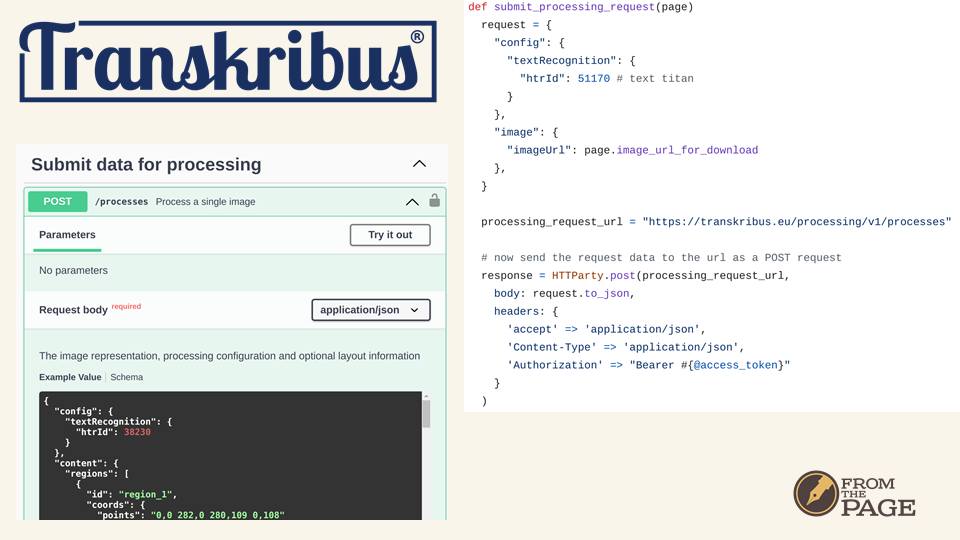 Transkribus®
Submit data for processing
POST /processes Process a single image
Parameters Try it out
No parameters
Request body required application/json
The image representation, processing configuration and optional layout information
Example Value Schema
{
  "config": {
    "textRecognition": {
      "htrId": 38230
    }
  },
  "content": {
    "regions": [
      {
        "id": "region_1",
        "coords": {
          "points": "0,0 282,0 280,109 0,108"
def submit_processing_request(page)
  request = {
    "config": {
      "textRecognition": {
        "htrId": 51170 # text titan
      }
    },
    "image": {
      "imageUrl": page.image_url_for_download
    },
  }
  processing_request_url = "https://transkribus.eu/processing/v1/processes"
  # now send the request data to the url as a POST request
  response = HTTParty.post(processing_request_url,
    body: request.to_json,
    headers: {
      'accept' => 'application/json',
      'Content-Type' => 'application/json',
      'Authorization' => "Bearer #{@access_token}"
    }
  )
FROM
THE
PAGE